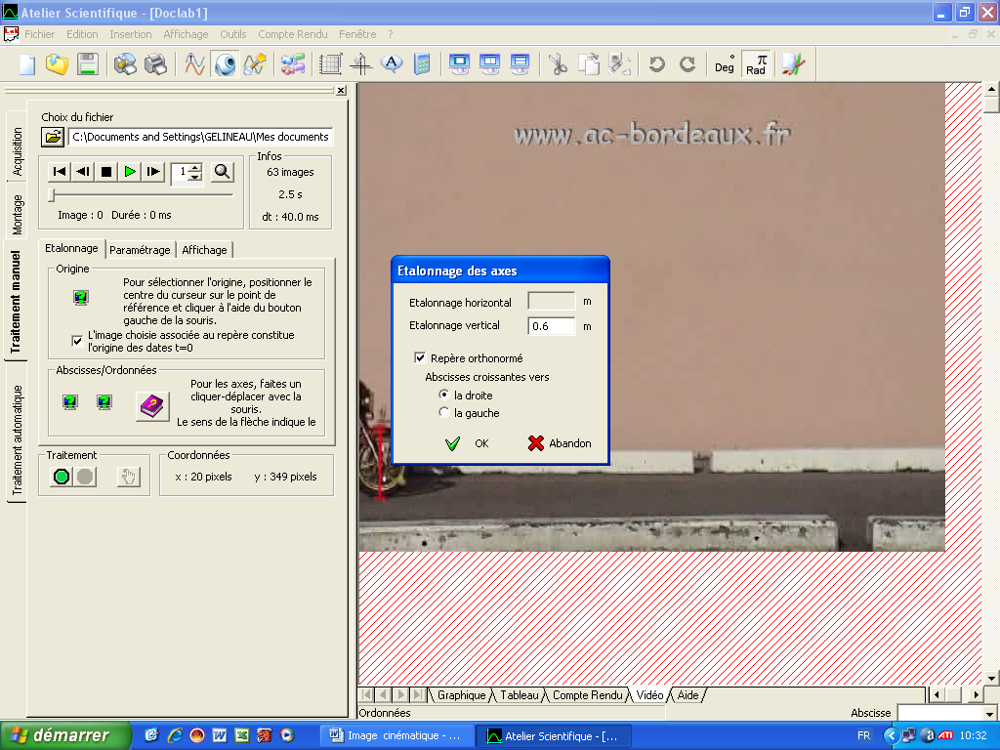 Atelier Scientifique - [Doclab1]
Fichier Edition Insertion Affichage Outils Compte Rendu Fenêtre ?
Deg π Rad
Acquisition
Montage
Traitement manuel
Traitement automatique
Choix du fichier
C:\Documents and Settings\GELINEAU\Mes documents
1
Image : 0 Durée : 0 ms
Infos
63 images
2.5 s
dt : 40.0 ms
Etalonnage Paramétrage Affichage
Origine
Pour sélectionner l'origine, positionner le
centre du curseur sur le point de
référence et cliquer à l'aide du bouton
gauche de la souris.
L'image choisie associée au repère constitue
l'origine des dates t=0
Abscisses/Ordonnées
Pour les axes, faites un
cliquer-déplacer avec la
souris.
Le sens de la flèche indique le
Traitement
Coordonnées
x : 20 pixels y : 349 pixels
www.ac-bordeaux.fr
Etalonnage des axes
Etalonnage horizontal m
Etalonnage vertical 0.6 m
Repère orthonormé
Abscisses croissantes vers
la droite
la gauche
OK Abandon
Graphique Tableau Compte Rendu Vidéo Aide
Ordonnées Abscisse
démarrer
Image cinématique - ...
Atelier Scientifique - [...
FR
10:32